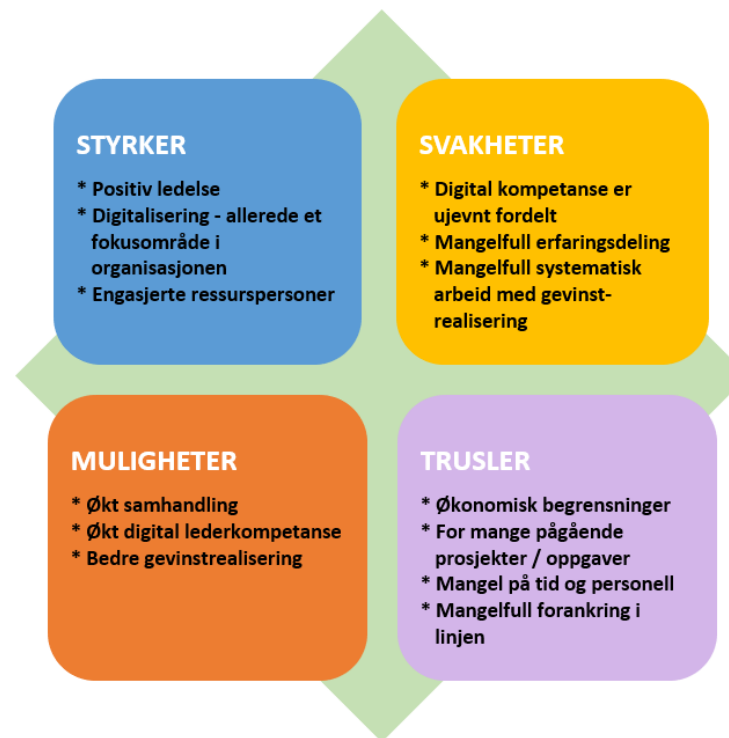 STYRKER
* Positiv ledelse
* Digitalisering - allerede et
fokusområde i
organisasjonen
* Engasjerte ressurspersoner
SVAKHETER
* Digital kompetanse er
ujevnt fordelt
* Mangelfull erfaringsdeling
* Mangelfull systematisk
arbeid med gevinst-
realisering
MULIGHETER
* Økt samhandling
* Økt digital lederkompetanse
* Bedre gevinstrealisering
TRUSLER
* Økonomisk begrensninger
* For mange pågående
prosjekter / oppgaver
* Mangel på tid og personell
* Mangelfull forankring i
linjen